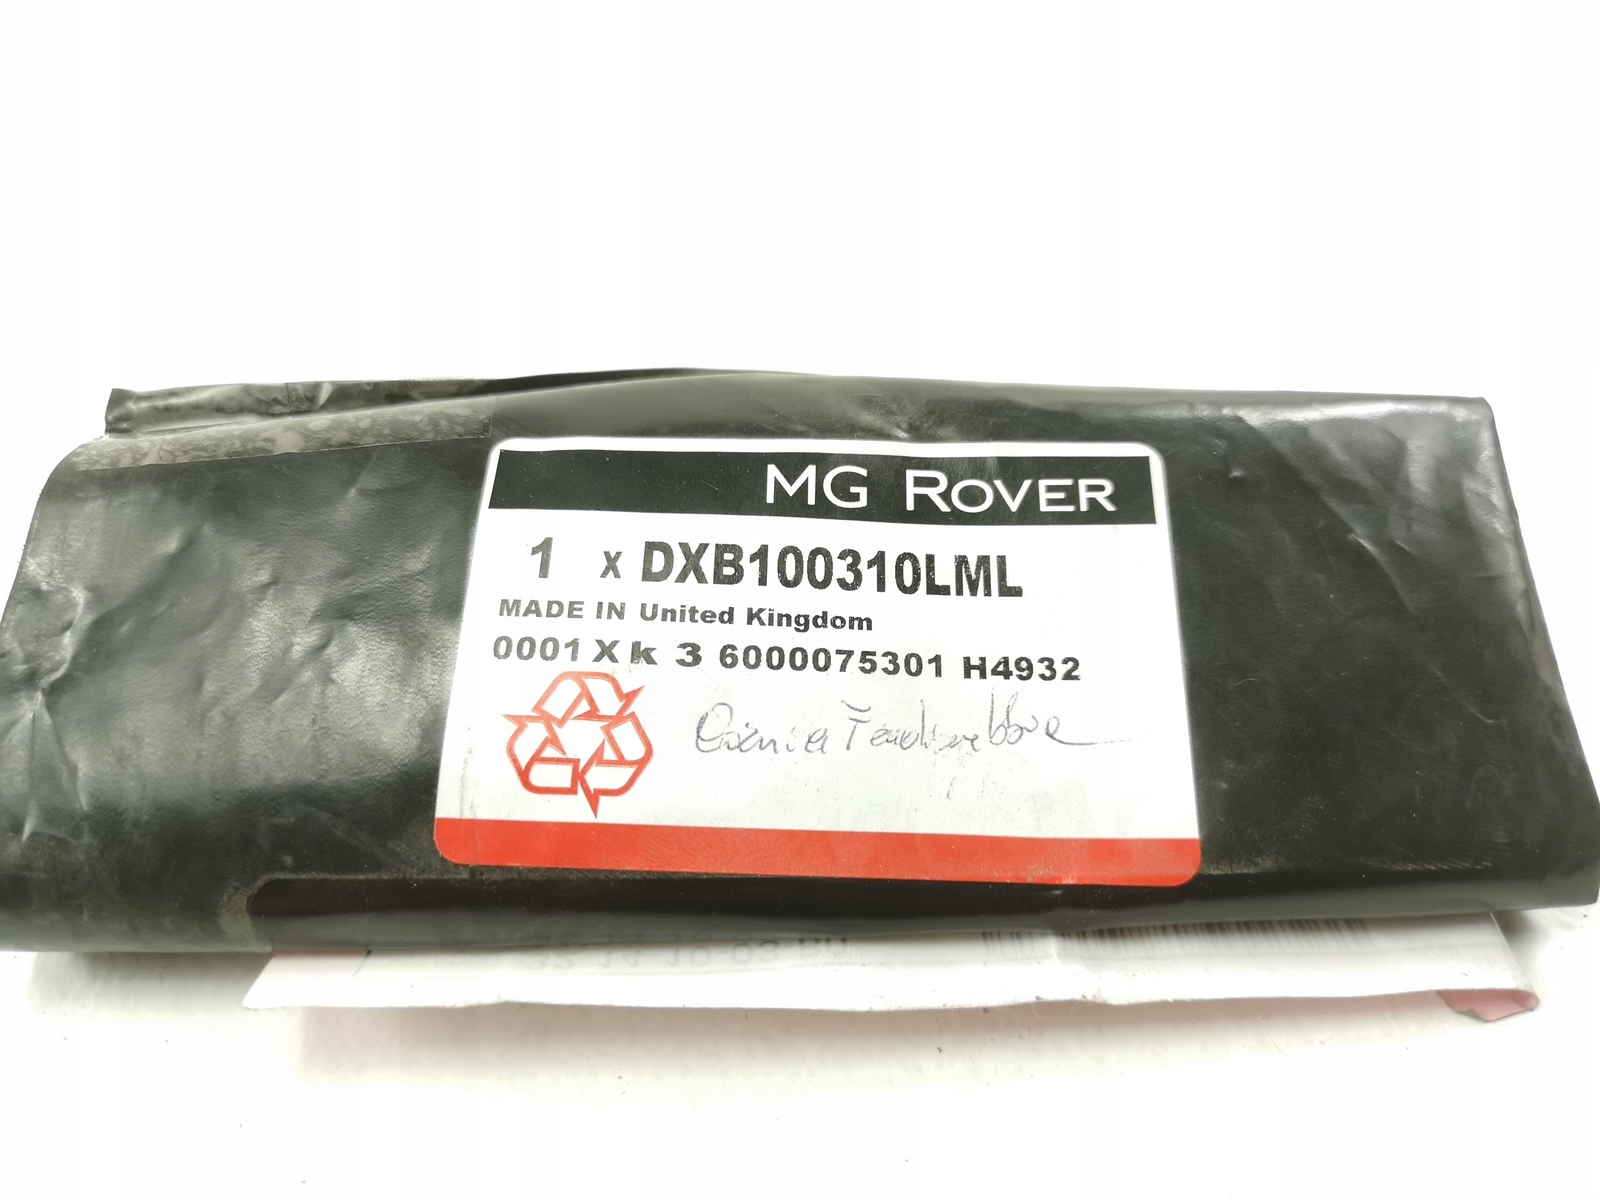 MG ROVER
1 x DXB100310LML
MADE IN United Kingdom
0001 X k 3 6000075301 H4932